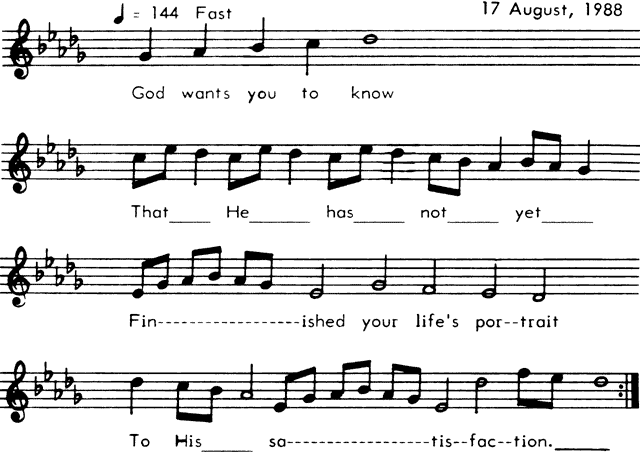 ♩ = 144 Fast 17 August, 1988
God wants you to know
That____ He______ has_____ not_____ yet_____
Fin------------------ished your life's por--trait
To His_____ sa------------------tis--fac--tion._____